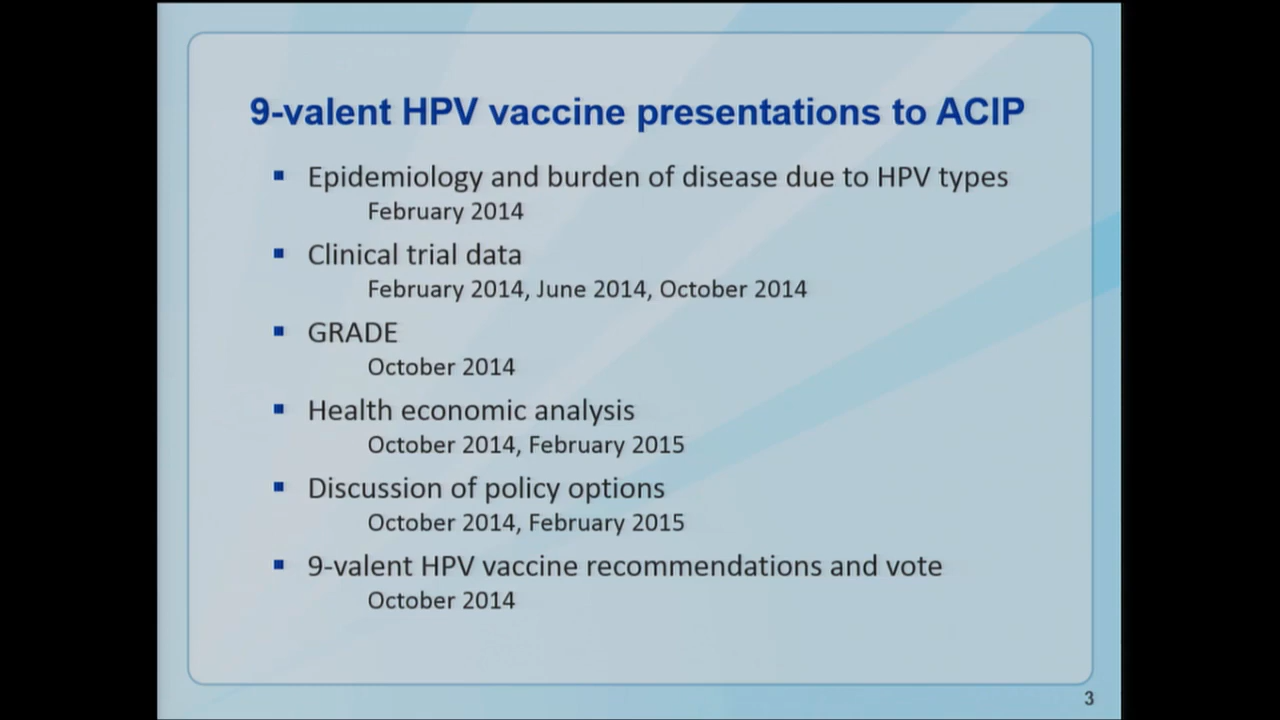 9-valent HPV vaccine presentations to ACIP
▪ Epidemiology and burden of disease due to HPV types
February 2014
▪ Clinical trial data
February 2014, June 2014, October 2014
▪ GRADE
October 2014
▪ Health economic analysis
October 2014, February 2015
▪ Discussion of policy options
October 2014, February 2015
▪ 9-valent HPV vaccine recommendations and vote
October 2014
3